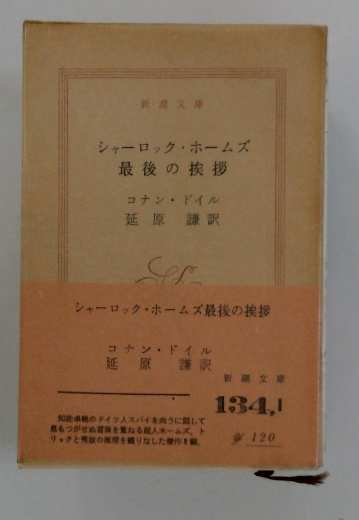 新潮文庫
シャーロック・ホームズ
最後の挨拶
コナン・ドイル
延原 謙訳
シャーロック・ホームズ最後の挨拶
コナン・ドイル
延原 謙訳
新潮文庫
134.1
知能卓絶のドイツ人スパイを向うに廻して
息もつがせぬ冒険を重ねる超人ホームズ。ト
リックと秀抜の推理を織りなした傑作8編。
120